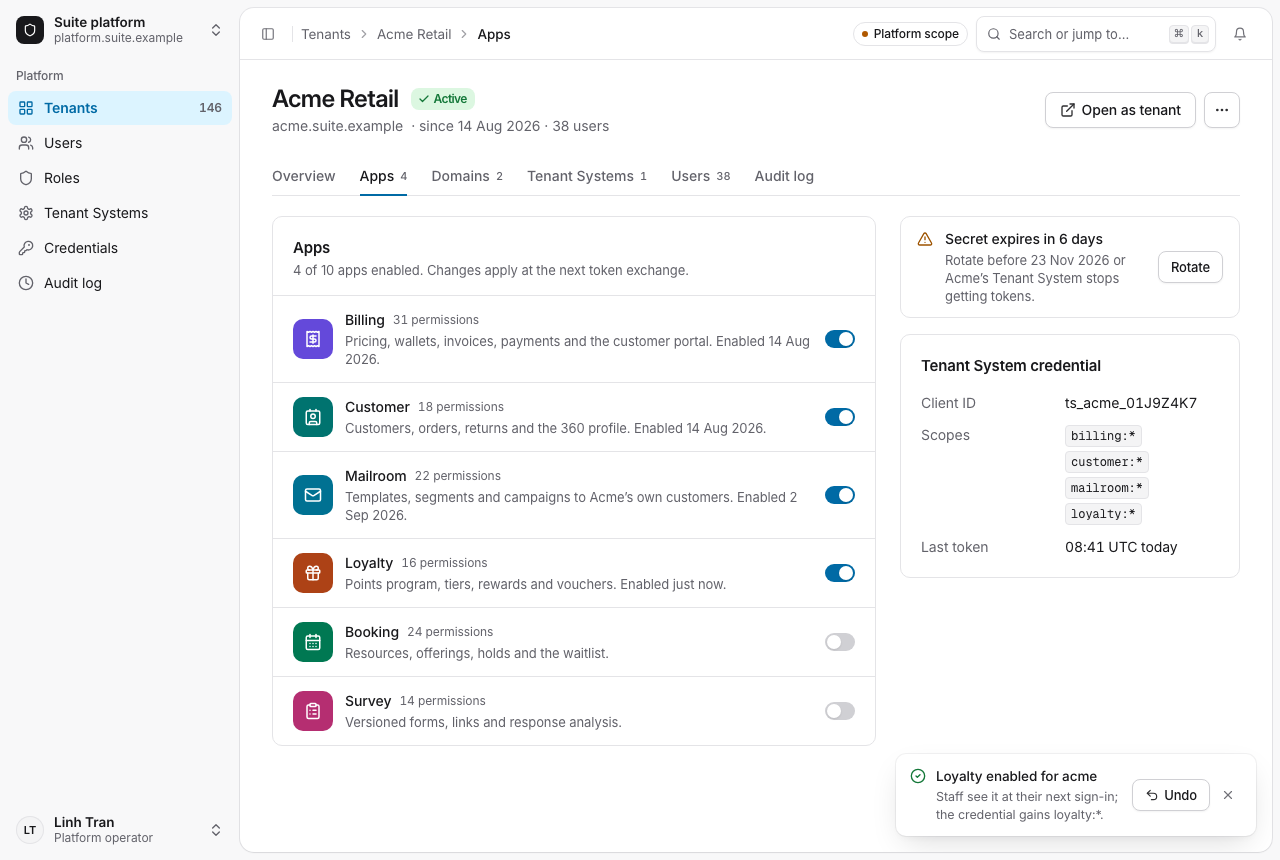 Suite platform
platform.suite.example
Platform
Tenants 146
Users
Roles
Tenant Systems
Credentials
Audit log
LT
Linh Tran
Platform operator
Tenants Acme Retail Apps
Platform scope
Search or jump to… ⌘ k
Acme Retail Active
acme.suite.example · since 14 Aug 2026 · 38 users
Open as tenant
Overview Apps 4 Domains 2 Tenant Systems 1 Users 38 Audit log
Apps
4 of 10 apps enabled. Changes apply at the next token exchange.
Billing 31 permissions
Pricing, wallets, invoices, payments and the customer portal. Enabled 14 Aug
2026.
Customer 18 permissions
Customers, orders, returns and the 360 profile. Enabled 14 Aug 2026.
Mailroom 22 permissions
Templates, segments and campaigns to Acme’s own customers. Enabled 2
Sep 2026.
Loyalty 16 permissions
Points program, tiers, rewards and vouchers. Enabled just now.
Booking 24 permissions
Resources, offerings, holds and the waitlist.
Survey 14 permissions
Versioned forms, links and response analysis.
Secret expires in 6 days
Rotate before 23 Nov 2026 or
Acme’s Tenant System stops
getting tokens.
Rotate
Tenant System credential
Client ID ts_acme_01J9Z4K7
Scopes billing:*
customer:*
mailroom:*
loyalty:*
Last token 08:41 UTC today
Loyalty enabled for acme
Staff see it at their next sign-in;
the credential gains loyalty:*.
Undo